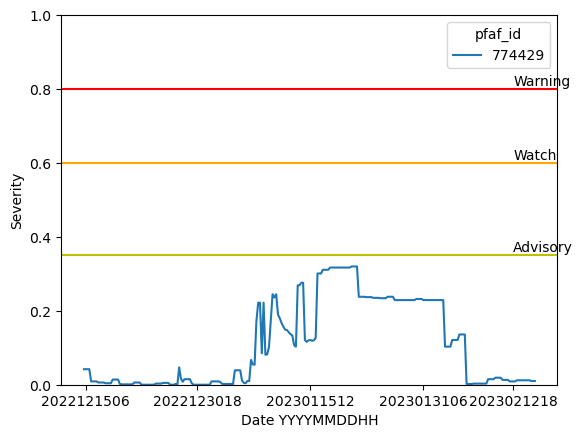 1.0
pfaf_id
774429
0.8
Warning
0.6
Watch
Severity
0.4
Advisory
0.2
0.0
2022121506 2022123018 2023011512 2023013106 2023021218
Date YYYYMMDDHH